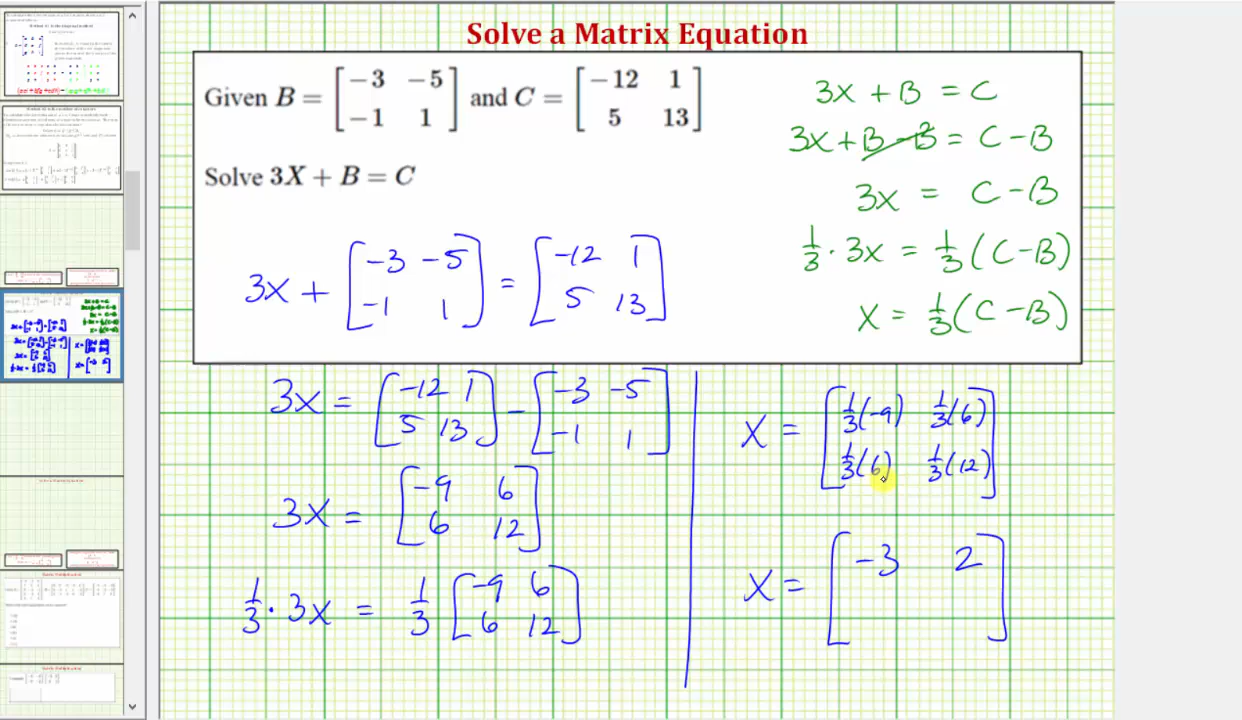 Solve a Matrix Equation
Given B = [ −3 −5 ; −1 1 ] and C = [ −12 1 ; 5 13 ]
Solve 3X + B = C
3X + B = C
3X + B − B = C − B
3X = C − B
1/3 · 3X = 1/3 (C − B)
X = 1/3 (C − B)
3X + [ −3 −5 ; −1 1 ] = [ −12 1 ; 5 13 ]
3X = [ −12 1 ; 5 13 ] − [ −3 −5 ; −1 1 ]
3X = [ −9 6 ; 6 12 ]
1/3 · 3X = 1/3 [ −9 6 ; 6 12 ]
X = [ 1/3(−9) 1/3(6) ; 1/3(6) 1/3(12) ]
X = [ −3 2 ]